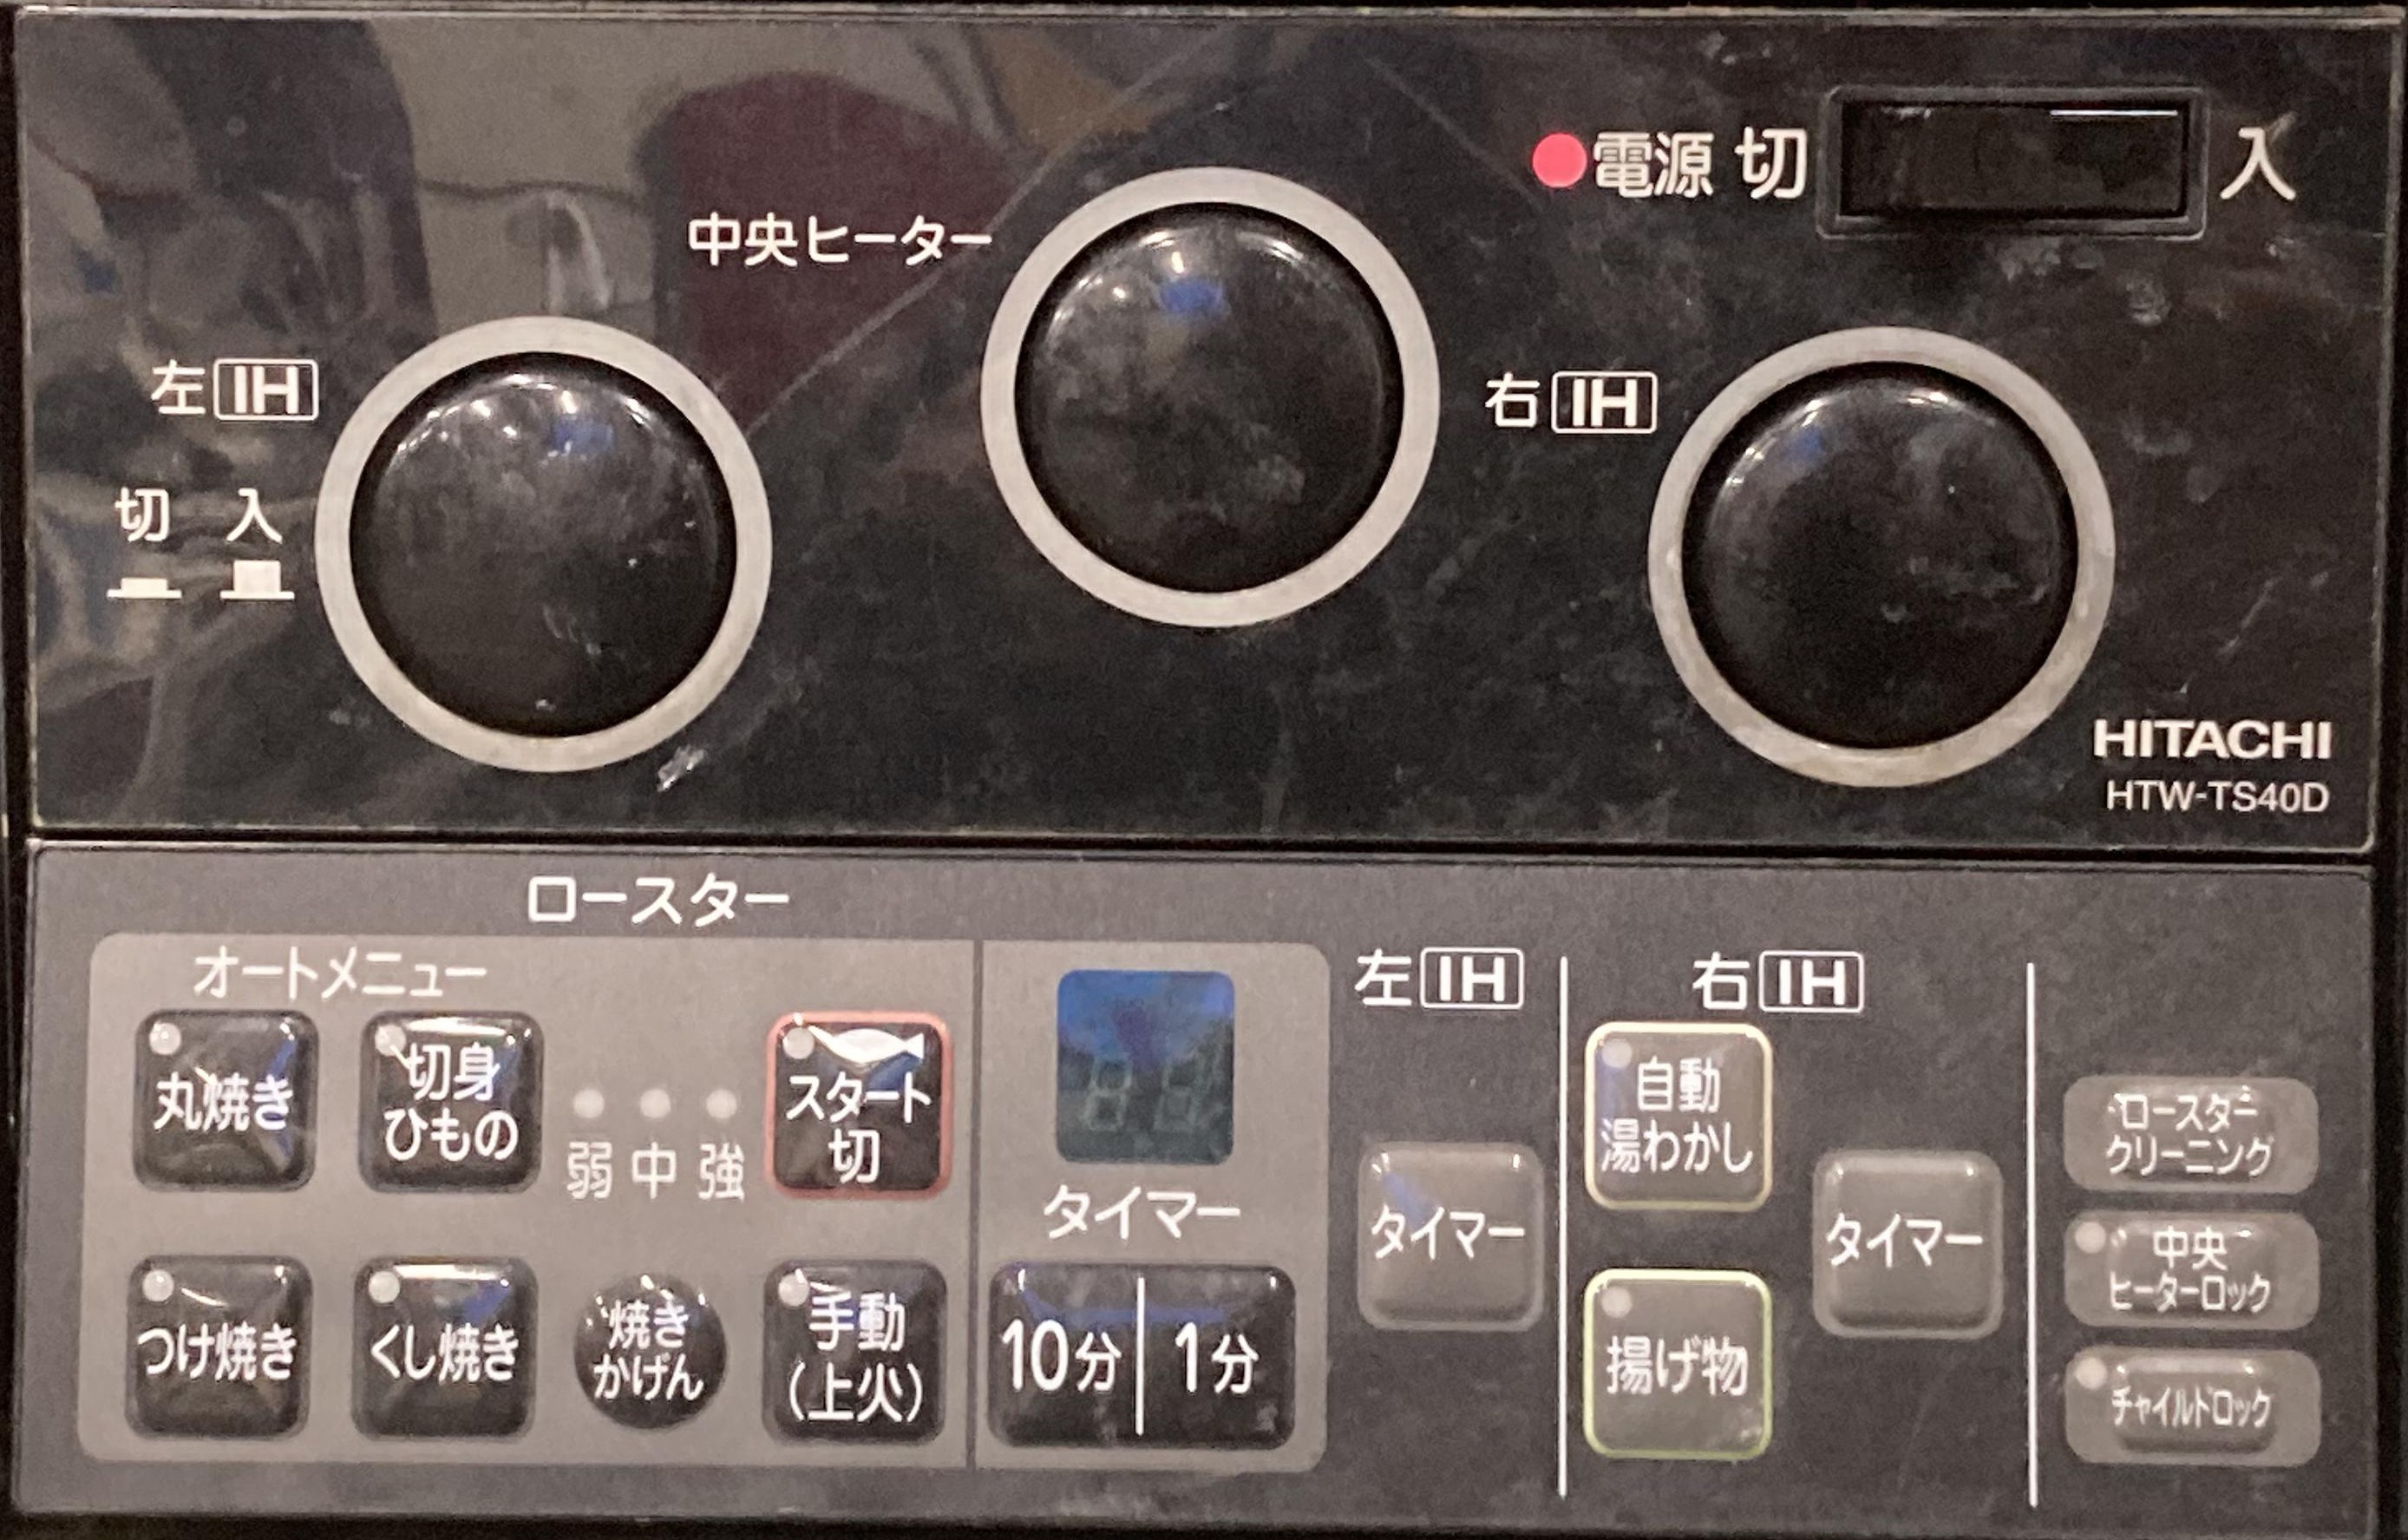 電源 切 入
中央ヒーター
左 IH
右 IH
切 入
HITACHI
HTW-TS40D
ロースター
オートメニュー
丸焼き
切身
ひもの
弱 中 強
スタート
切
つけ焼き
くし焼き
焼き
かげん
手動
(上火)
88
タイマー
10分 1分
左 IH
タイマー
右 IH
自動
湯わかし
揚げ物
タイマー
ロースター
クリーニング
中央
ヒーターロック
チャイルドロック